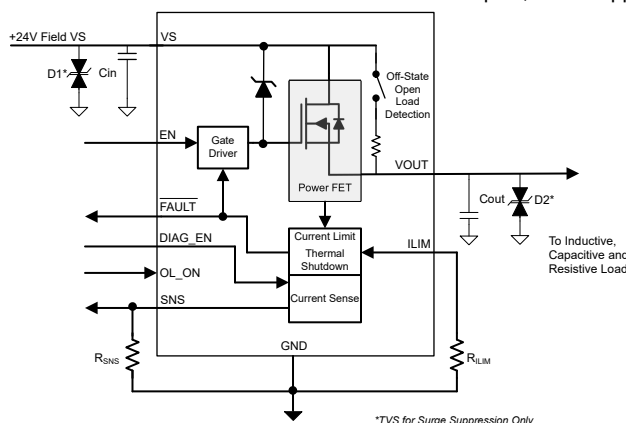 +24V Field VS
VS
D1*
Cin
Off-State
Open
Load
Detection
EN
Gate
Driver
VOUT
Power FET
FAULT
Cout
D2*
DIAG_EN
Current Limit
Thermal
Shutdown
ILIM
To Inductive,
Capacitive and
Resistive Load
OL_ON
Current Sense
SNS
GND
RSNS
RILIM
*TVS for Surge Suppression Only